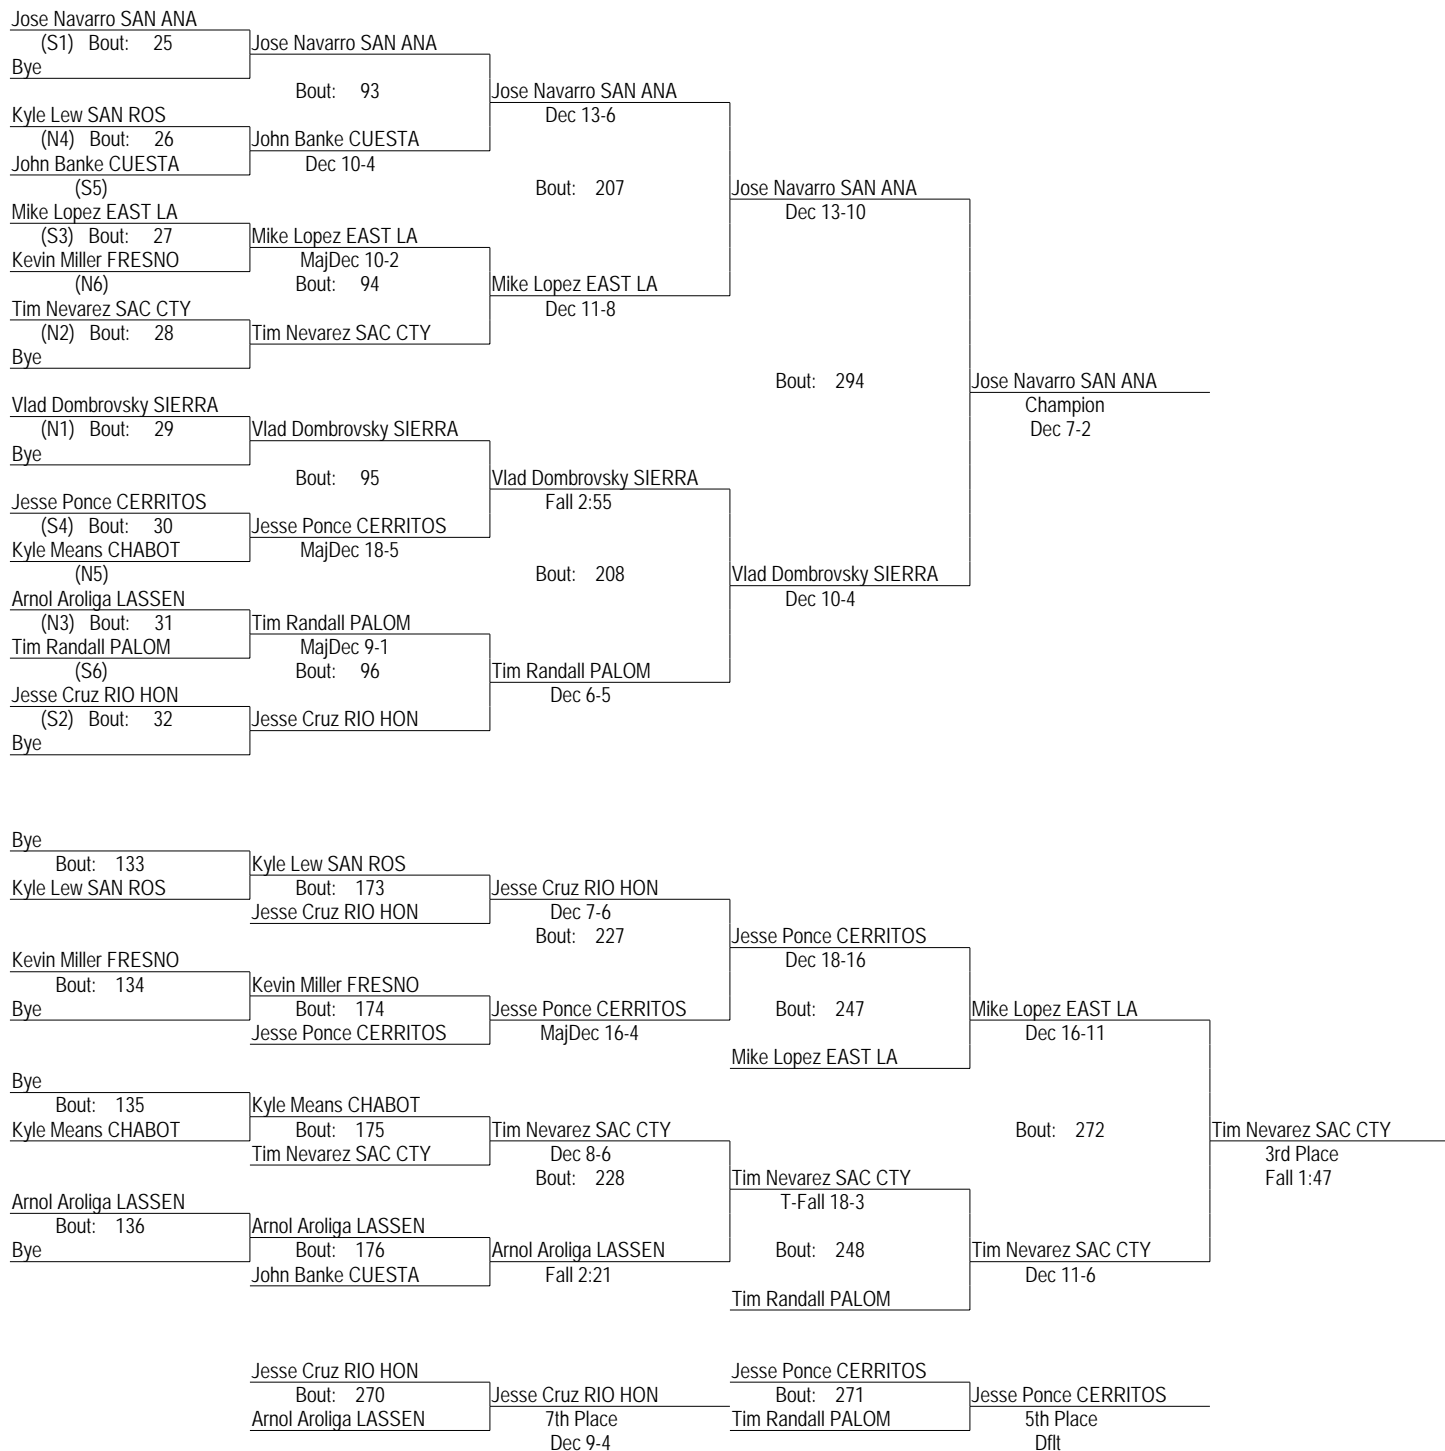 Jose Navarro SAN ANA
(S1) Bout: 25 Jose Navarro SAN ANA
Bye
Bout: 93 Jose Navarro SAN ANA
Kyle Lew SAN ROS Dec 13-6
(N4) Bout: 26 John Banke CUESTA
John Banke CUESTA Dec 10-4
(S5) Bout: 207 Jose Navarro SAN ANA
Mike Lopez EAST LA Dec 13-10
(S3) Bout: 27 Mike Lopez EAST LA
Kevin Miller FRESNO MajDec 10-2
(N6) Bout: 94 Mike Lopez EAST LA
Tim Nevarez SAC CTY Dec 11-8
(N2) Bout: 28 Tim Nevarez SAC CTY
Bye
Bout: 294 Jose Navarro SAN ANA
Vlad Dombrovsky SIERRA Champion
(N1) Bout: 29 Vlad Dombrovsky SIERRA Dec 7-2
Bye
Bout: 95 Vlad Dombrovsky SIERRA
Jesse Ponce CERRITOS Fall 2:55
(S4) Bout: 30 Jesse Ponce CERRITOS
Kyle Means CHABOT MajDec 18-5
(N5) Bout: 208 Vlad Dombrovsky SIERRA
Arnol Aroliga LASSEN Dec 10-4
(N3) Bout: 31 Tim Randall PALOM
Tim Randall PALOM MajDec 9-1
(S6) Bout: 96 Tim Randall PALOM
Jesse Cruz RIO HON Dec 6-5
(S2) Bout: 32 Jesse Cruz RIO HON
Bye
Bye
Bout: 133 Kyle Lew SAN ROS
Kyle Lew SAN ROS Bout: 173 Jesse Cruz RIO HON
Jesse Cruz RIO HON Dec 7-6
Bout: 227 Jesse Ponce CERRITOS
Kevin Miller FRESNO Dec 18-16
Bout: 134 Kevin Miller FRESNO
Bye Bout: 174 Jesse Ponce CERRITOS Bout: 247 Mike Lopez EAST LA
Jesse Ponce CERRITOS MajDec 16-4 Dec 16-11
Mike Lopez EAST LA
Bye
Bout: 135 Kyle Means CHABOT
Kyle Means CHABOT Bout: 175 Tim Nevarez SAC CTY Bout: 272 Tim Nevarez SAC CTY
Tim Nevarez SAC CTY Dec 8-6 3rd Place
Bout: 228 Tim Nevarez SAC CTY Fall 1:47
Arnol Aroliga LASSEN T-Fall 18-3
Bout: 136 Arnol Aroliga LASSEN
Bye Bout: 176 Arnol Aroliga LASSEN Bout: 248 Tim Nevarez SAC CTY
John Banke CUESTA Fall 2:21 Dec 11-6
Tim Randall PALOM
Jesse Cruz RIO HON Jesse Ponce CERRITOS
Bout: 270 Jesse Cruz RIO HON Bout: 271 Jesse Ponce CERRITOS
Arnol Aroliga LASSEN 7th Place Tim Randall PALOM 5th Place
Dec 9-4 Dflt